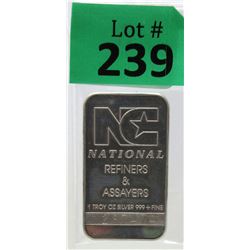 Lot #
239
NC
NATIONAL
REFINERS
&
ASSAYERS
1 TROY OZ SILVER 999 + FINE